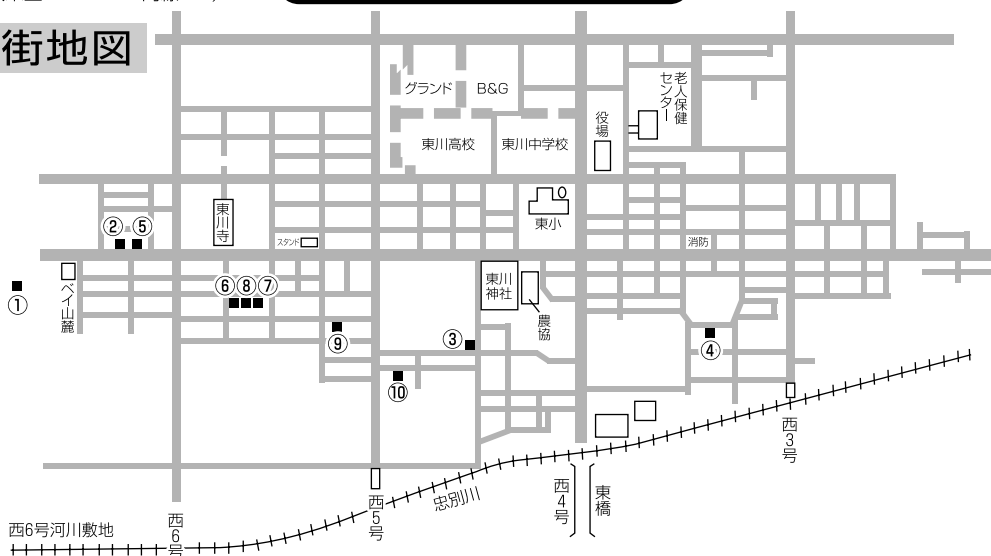 街地図
グランド
B&G
老人保健
センター
役場
東川高校
東川中学校
東川寺
スタンド
東小
消防
②
⑤
①
ベイ山麓
⑥⑧⑦
東川
神社
農協
③
④
⑨
⑩
西3号
忠別川
西4号
東橋
西5号
西6号
西6号河川敷地